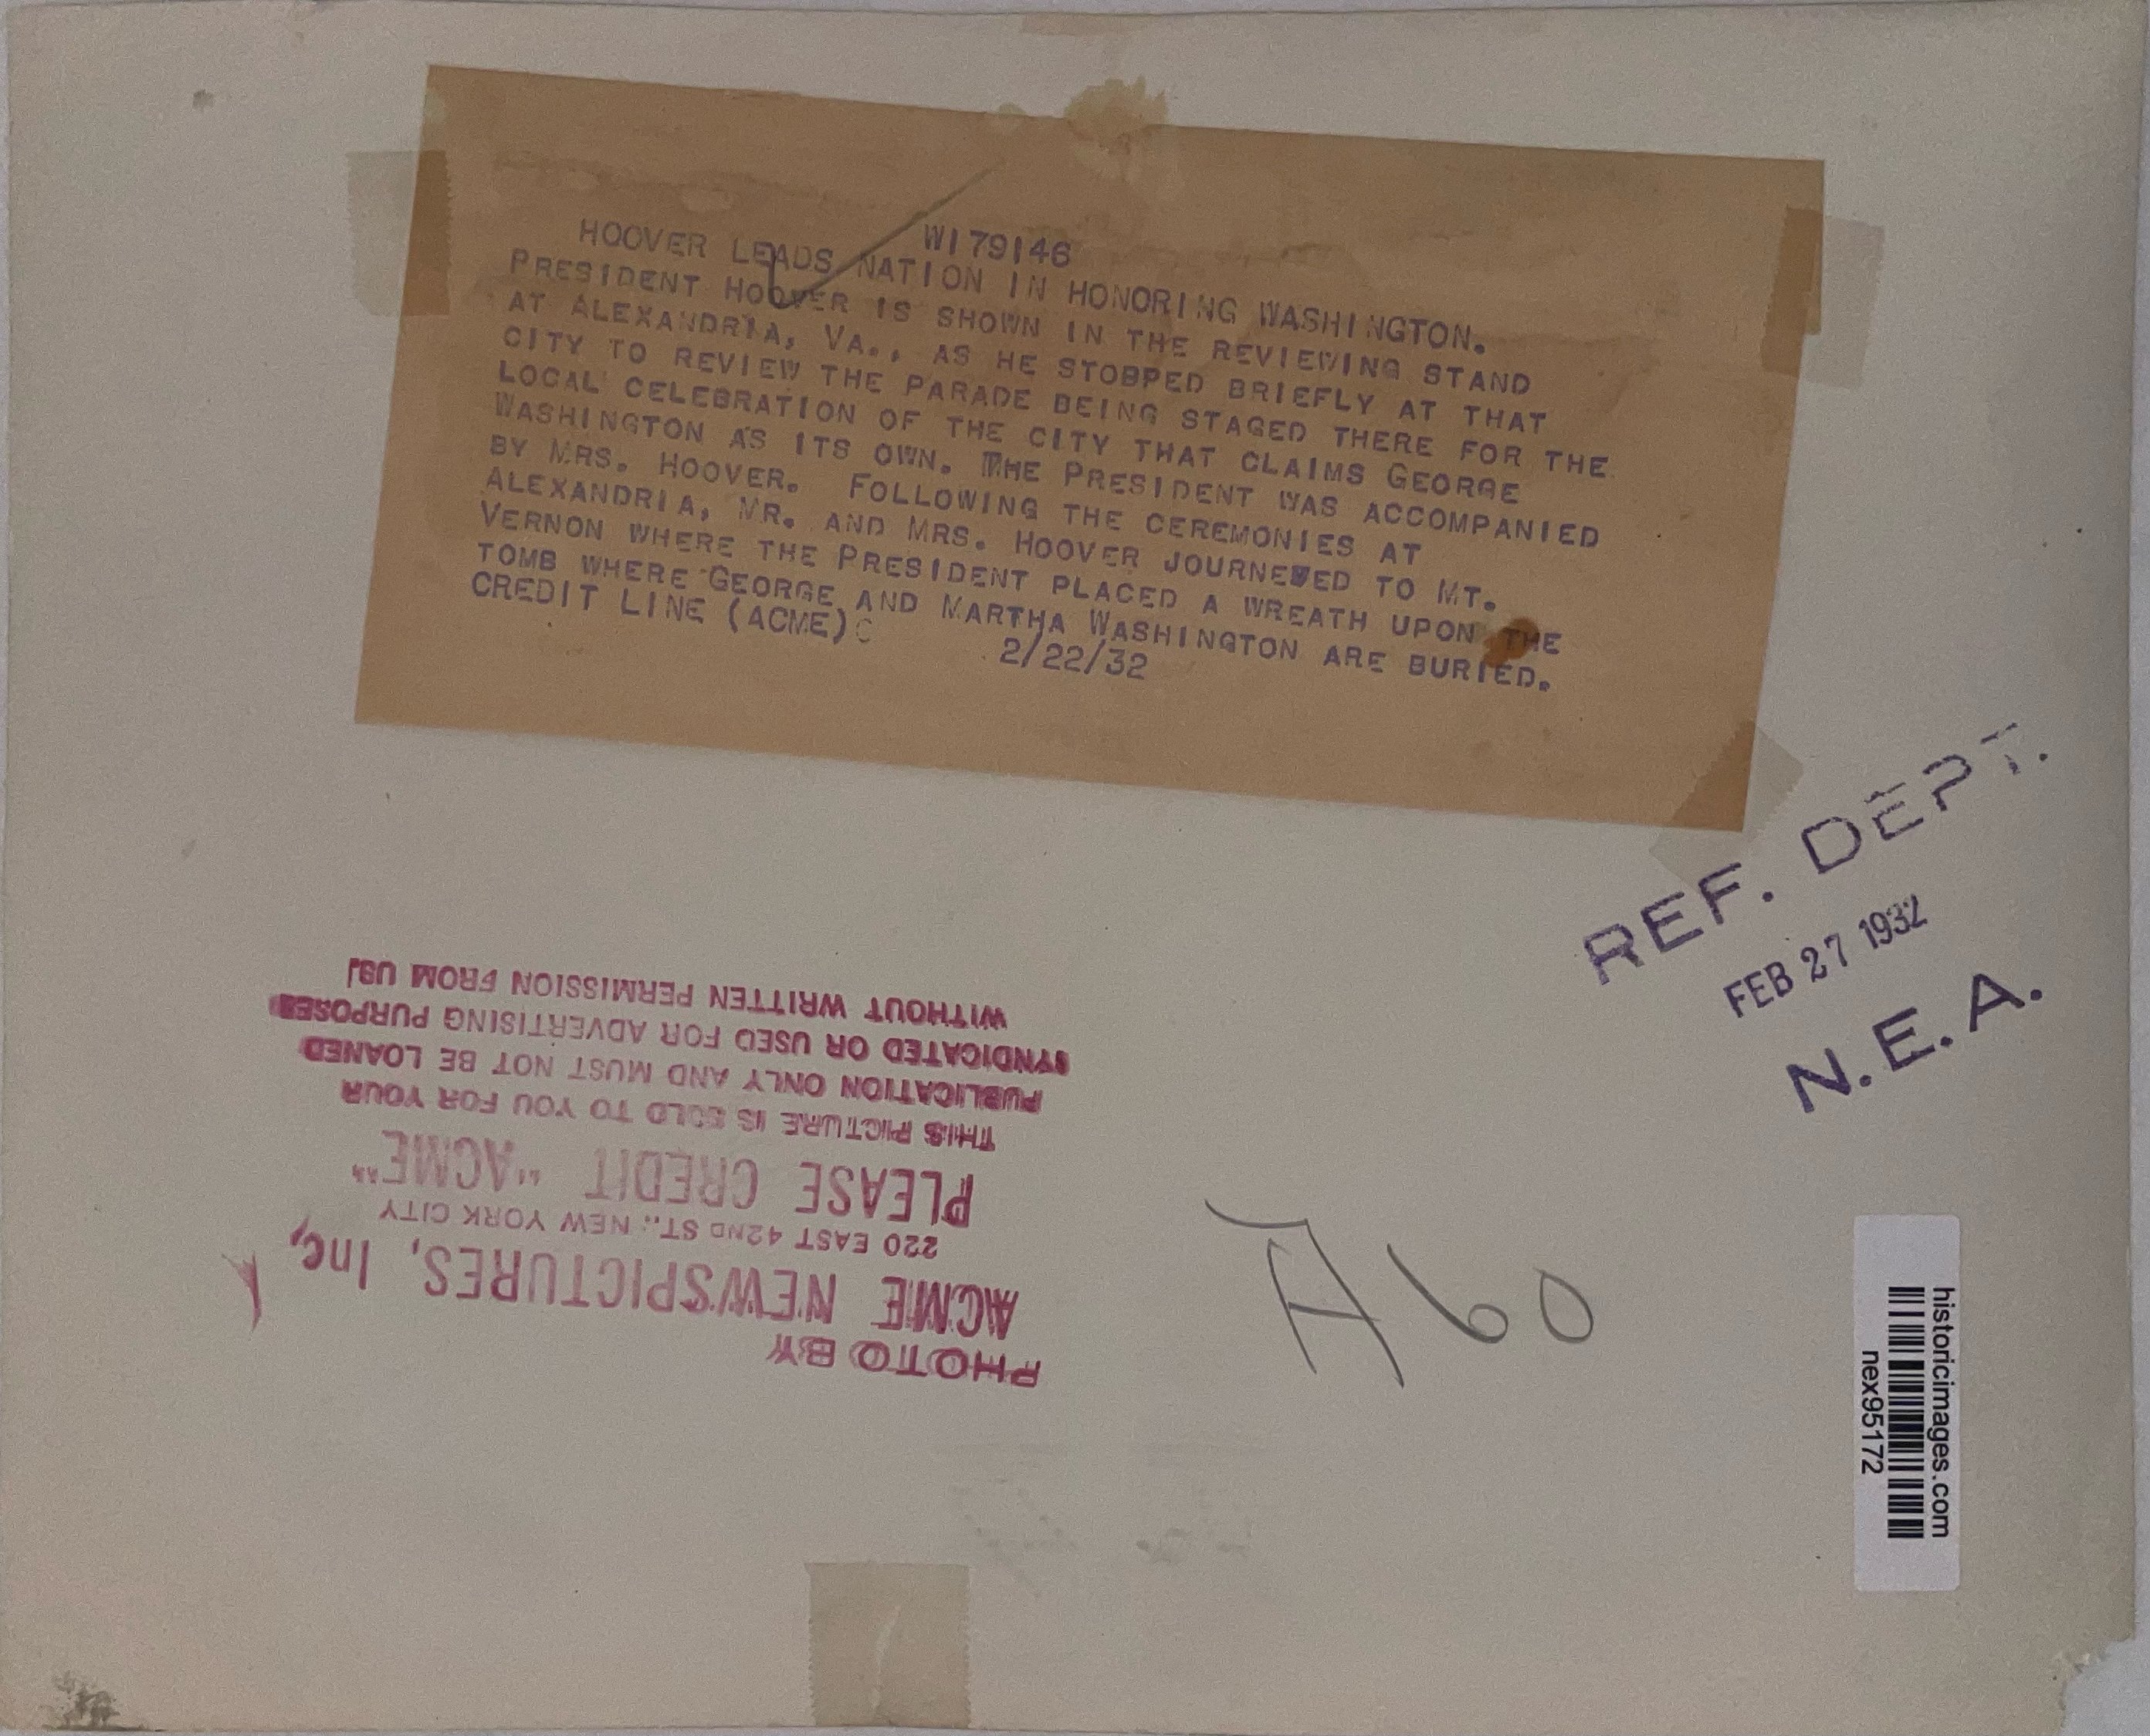 W179146
HOOVER LEADS NATION IN HONORING WASHINGTON.
PRESIDENT HOOVER IS SHOWN IN THE REVIEWING STAND
AT ALEXANDRIA, VA., AS HE STOBPED BRIEFLY AT THAT
CITY TO REVIEW THE PARADE BEING STAGED THERE FOR THE
LOCAL CELEBRATION OF THE CITY THAT CLAIMS GEORGE
WASHINGTON AS ITS OWN. THE PRESIDENT WAS ACCOMPANIED
BY MRS. HOOVER. FOLLOWING THE CEREMONIES AT
ALEXANDRIA, MR. AND MRS. HOOVER JOURNEYED TO MT.
VERNON WHERE THE PRESIDENT PLACED A WREATH UPON THE
TOMB WHERE GEORGE AND MARTHA WASHINGTON ARE BURIED.
CREDIT LINE (ACME)
2/22/32
REF. DEPT.
FEB 27 1932
N.E.A.
PHOTO BY
ACME NEWSPICTURES, Inc,
220 EAST 42ND ST., NEW YORK CITY
PLEASE CREDIT "ACME"
THIS PICTURE IS SOLD TO YOU FOR YOUR
PUBLICATION ONLY AND MUST NOT BE LOANED
SYNDICATED OR USED FOR ADVERTISING PURPOSES
WITHOUT WRITTEN PERMISSION FROM US!
historicimages.com
nex95172